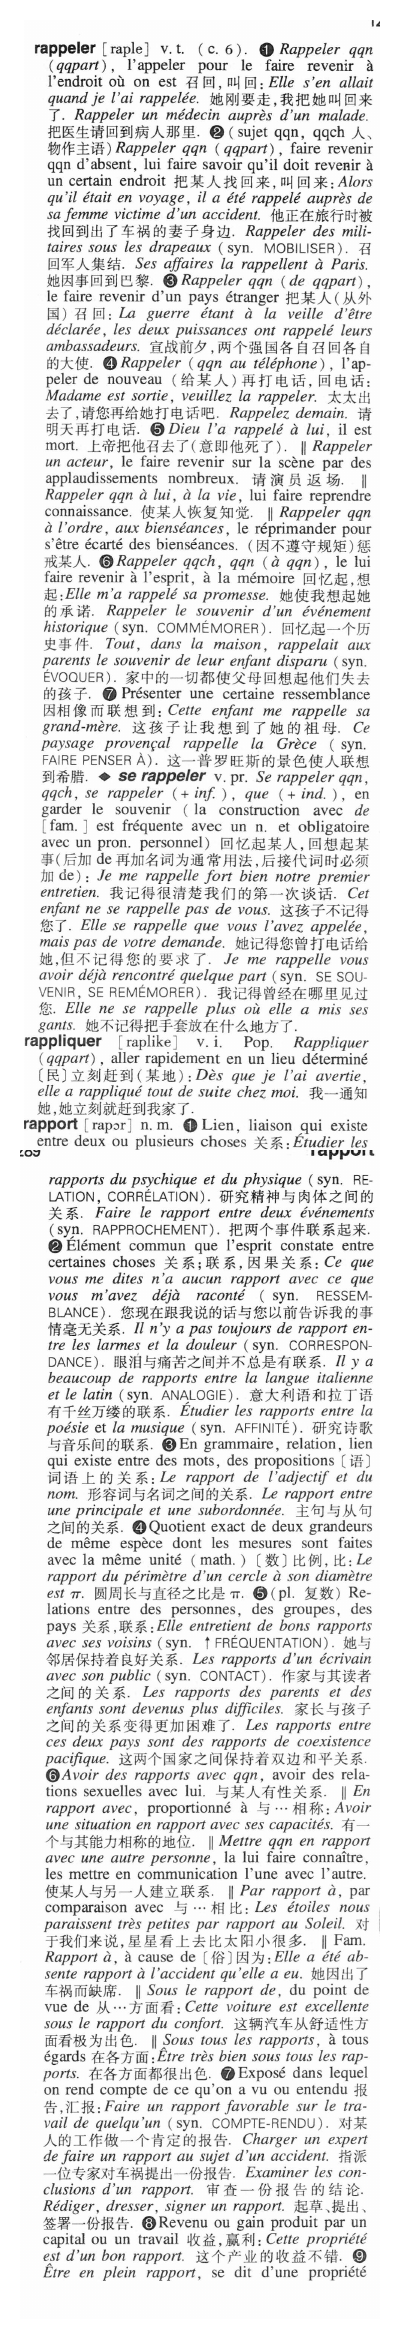 rappeler [raple] v. t. (c. 6). ❶ Rappeler qqn
(qqpart), l'appeler pour le faire revenir à
l'endroit où on est 召回,叫回: Elle s'en allait
quand je l'ai rappelée. 她刚要走,我把她叫回来
了. Rappeler un médecin auprès d'un malade.
把医生请回到病人那里. ❷ (sujet qqn, qqch 人、
物作主语) Rappeler qqn (qqpart), faire revenir
qqn d'absent, lui faire savoir qu'il doit revenir à
un certain endroit 把某人找回来,叫回来: Alors
qu'il était en voyage, il a été rappelé auprès de
sa femme victime d'un accident. 他正在旅行时被
找回到出了车祸的妻子身边. Rappeler des mili-
taires sous les drapeaux (syn. MOBILISER). 召
回军人集结. Ses affaires la rappellent à Paris.
她因事回到巴黎. ❸ Rappeler qqn (de qqpart),
le faire revenir d'un pays étranger 把某人(从外
国)召回: La guerre étant à la veille d'être
déclarée, les deux puissances ont rappelé leurs
ambassadeurs. 宣战前夕,两个强国各自召回各自
的大使. ❹ Rappeler (qqn au téléphone), l'ap-
peler de nouveau (给某人)再打电话,回电话:
Madame est sortie, veuillez la rappeler. 太太出
去了,请您再给她打电话吧. Rappelez demain. 请
明天再打电话. ❺ Dieu l'a rappelé à lui, il est
mort. 上帝把他召去了(意即他死了). ‖ Rappeler
un acteur, le faire revenir sur la scène par des
applaudissements nombreux. 请演员返场. ‖
Rappeler qqn à lui, à la vie, lui faire reprendre
connaissance. 使某人恢复知觉. ‖ Rappeler qqn
à l'ordre, aux bienséances, le réprimander pour
s'être écarté des bienséances. (因不遵守规矩)惩
戒某人. ❻ Rappeler qqch, qqn (à qqn), le lui
faire revenir à l'esprit, à la mémoire 回忆起,想
起: Elle m'a rappelé sa promesse. 她使我想起她
的承诺. Rappeler le souvenir d'un événement
historique (syn. COMMÉMORER). 回忆起一个历
史事件. Tout, dans la maison, rappelait aux
parents le souvenir de leur enfant disparu (syn.
ÉVOQUER). 家中的一切都使父母回想起他们失去
的孩子. ❼ Présenter une certaine ressemblance
因相像而联想到: Cette enfant me rappelle sa
grand-mère. 这孩子让我想到了她的祖母. Ce
paysage provençal rappelle la Grèce (syn.
FAIRE PENSER À). 这一普罗旺斯的景色使人联想
到希腊. ◆ se rappeler v. pr. Se rappeler qqn,
qqch, se rappeler (+ inf.), que (+ ind.), en
garder le souvenir (la construction avec de
[fam.] est fréquente avec un n. et obligatoire
avec un pron. personnel) 回忆起某人,回想起某
事(后加 de 再加名词为通常用法,后接代词时必须
加 de): Je me rappelle fort bien notre premier
entretien. 我记得很清楚我们的第一次谈话. Cet
enfant ne se rappelle pas de vous. 这孩子不记得
您了. Elle se rappelle que vous l'avez appelée,
mais pas de votre demande. 她记得您曾打电话给
她,但不记得您的要求了. Je me rappelle vous
avoir déjà rencontré quelque part (syn. SE SOU-
VENIR, SE REMÉMORER). 我记得曾经在哪里见过
您. Elle ne se rappelle plus où elle a mis ses
gants. 她不记得把手套放在什么地方了.
rappliquer [raplike] v. i. Pop. Rappliquer
(qqpart), aller rapidement en un lieu déterminé
〔民〕立刻赶到(某地): Dès que je l'ai avertie,
elle a rappliqué tout de suite chez moi. 我一通知
她,她立刻就赶到我家了.
rapport [rapɔr] n. m. ❶ Lien, liaison qui existe
entre deux ou plusieurs choses 关系: Étudier les
rapport
rapports du psychique et du physique (syn. RE-
LATION, CORRÉLATION). 研究精神与肉体之间的
关系. Faire le rapport entre deux événements
(syn. RAPPROCHEMENT). 把两个事件联系起来.
❷ Élément commun que l'esprit constate entre
certaines choses 关系;联系,因果关系: Ce que
vous me dites n'a aucun rapport avec ce que
vous m'avez déjà raconté (syn. RESSEM-
BLANCE). 您现在跟我说的话与您以前告诉我的事
情毫无关系. Il n'y a pas toujours de rapport en-
tre les larmes et la douleur (syn. CORRESPON-
DANCE). 眼泪与痛苦之间并不总是有联系. Il y a
beaucoup de rapports entre la langue italienne
et le latin (syn. ANALOGIE). 意大利语和拉丁语
有千丝万缕的联系. Étudier les rapports entre la
poésie et la musique (syn. AFFINITÉ). 研究诗歌
与音乐间的联系. ❸ En grammaire, relation, lien
qui existe entre des mots, des propositions〔语〕
词语上的关系: Le rapport de l'adjectif et du
nom. 形容词与名词之间的关系. Le rapport entre
une principale et une subordonnée. 主句与从句
之间的关系. ❹ Quotient exact de deux grandeurs
de même espèce dont les mesures sont faites
avec la même unité (math.)〔数〕比例,比: Le
rapport du périmètre d'un cercle à son diamètre
est π. 圆周长与直径之比是 π. ❺ (pl. 复数) Re-
lations entre des personnes, des groupes, des
pays 关系,联系: Elle entretient de bons rapports
avec ses voisins (syn. ↑ FRÉQUENTATION). 她与
邻居保持着良好关系. Les rapports d'un écrivain
avec son public (syn. CONTACT). 作家与其读者
之间的关系. Les rapports des parents et des
enfants sont devenus plus difficiles. 家长与孩子
之间的关系变得更加困难了. Les rapports entre
ces deux pays sont des rapports de coexistence
pacifique. 这两个国家之间保持着双边和平关系.
❻ Avoir des rapports avec qqn, avoir des rela-
tions sexuelles avec lui. 与某人有性关系. ‖ En
rapport avec, proportionné à 与…相称: Avoir
une situation en rapport avec ses capacités. 有一
个与其能力相称的地位. ‖ Mettre qqn en rapport
avec une autre personne, la lui faire connaître,
les mettre en communication l'une avec l'autre.
使某人与另一人建立联系. ‖ Par rapport à, par
comparaison avec 与…相比: Les étoiles nous
paraissent très petites par rapport au Soleil. 对
于我们来说,星星看上去比太阳小很多. ‖ Fam.
Rapport à, à cause de〔俗〕因为: Elle a été ab-
sente rapport à l'accident qu'elle a eu. 她因出了
车祸而缺席. ‖ Sous le rapport de, du point de
vue de 从…方面看: Cette voiture est excellente
sous le rapport du confort. 这辆汽车从舒适性方
面看极为出色. ‖ Sous tous les rapports, à tous
égards 在各方面: Être très bien sous tous les rap-
ports. 在各方面都很出色. ❼ Exposé dans lequel
on rend compte de ce qu'on a vu ou entendu 报
告,汇报: Faire un rapport favorable sur le tra-
vail de quelqu'un (syn. COMPTE-RENDU). 对某
人的工作做一个肯定的报告. Charger un expert
de faire un rapport au sujet d'un accident. 指派
一位专家对车祸提出一份报告. Examiner les con-
clusions d'un rapport. 审查一份报告的结论.
Rédiger, dresser, signer un rapport. 起草、提出、
签署一份报告. ❽ Revenu ou gain produit par un
capital ou un travail 收益,赢利: Cette propriété
est d'un bon rapport. 这个产业的收益不错. ❾
Être en plein rapport, se dit d'une propriété